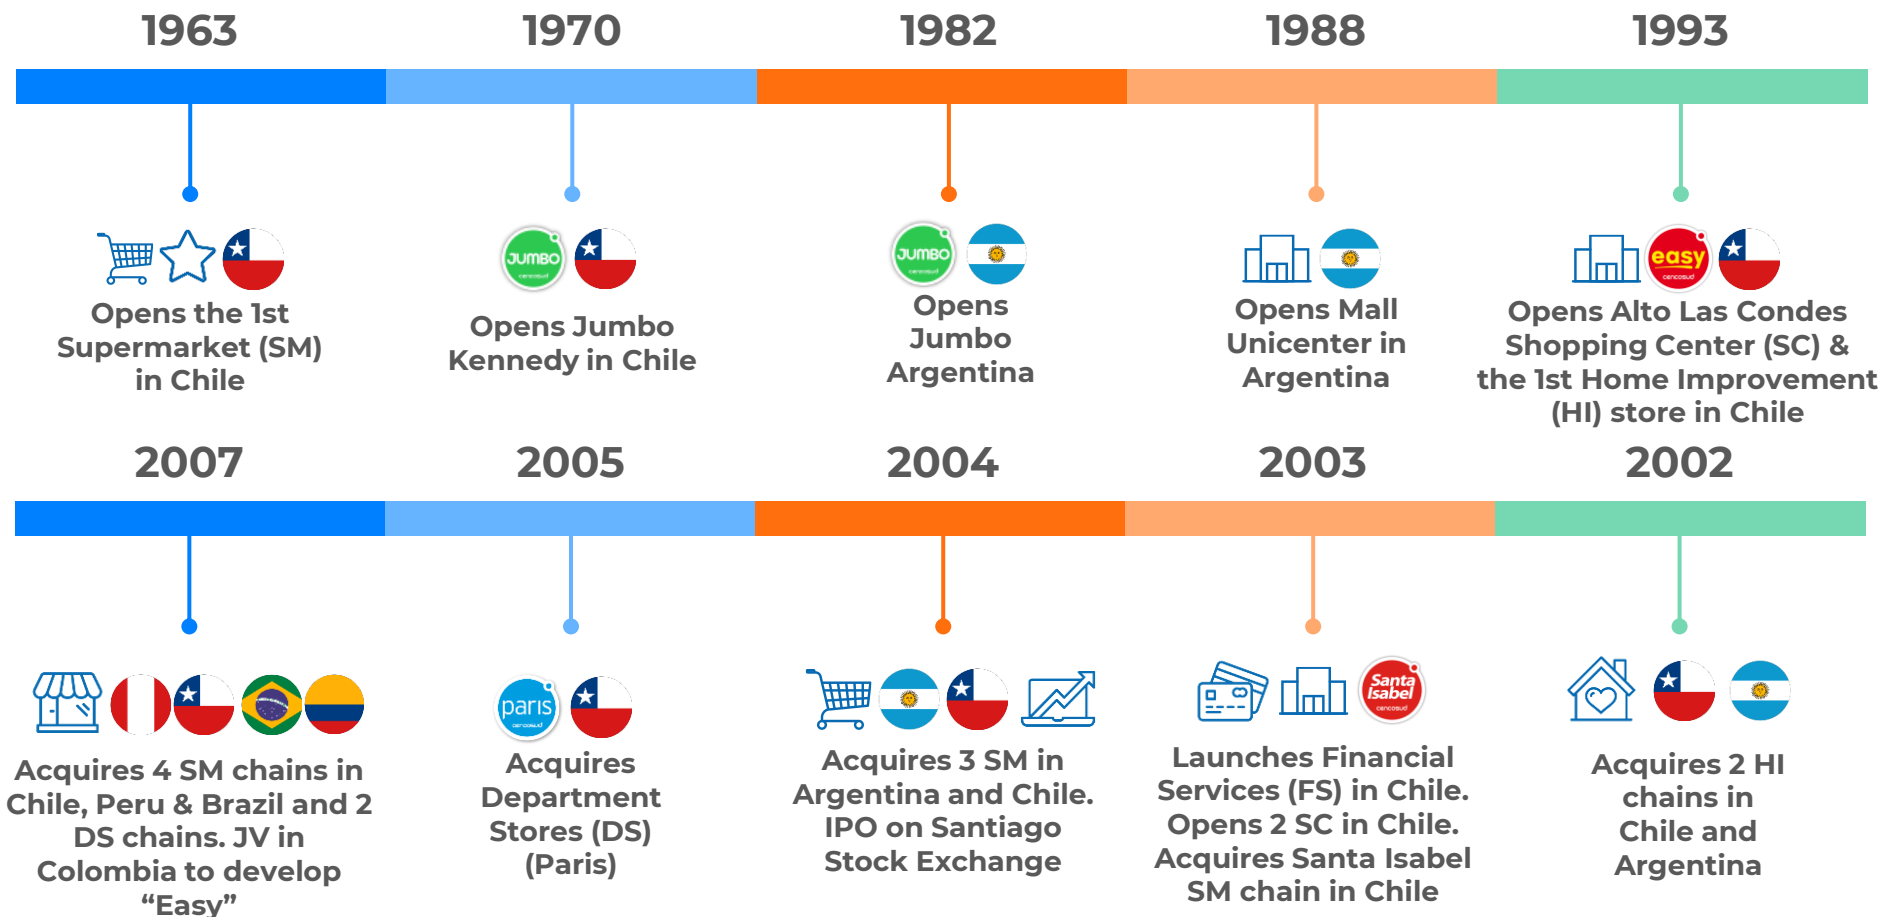 1963
1970
1982
1988
1993
JUMBO
cencosud
JUMBO
cencosud
easy
cencosud
Opens the 1st
Supermarket (SM)
in Chile
Opens Jumbo
Kennedy in Chile
Opens
Jumbo
Argentina
Opens Mall
Unicenter in
Argentina
Opens Alto Las Condes
Shopping Center (SC) &
the 1st Home Improvement
(HI) store in Chile
2007
2005
2004
2003
2002
paris
cencosud
Santa
Isabel
cencosud
Acquires 4 SM chains in
Chile, Peru & Brazil and 2
DS chains. JV in
Colombia to develop
“Easy”
Acquires
Department
Stores (DS)
(Paris)
Acquires 3 SM in
Argentina and Chile.
IPO on Santiago
Stock Exchange
Launches Financial
Services (FS) in Chile.
Opens 2 SC in Chile.
Acquires Santa Isabel
SM chain in Chile
Acquires 2 HI
chains in
Chile and
Argentina